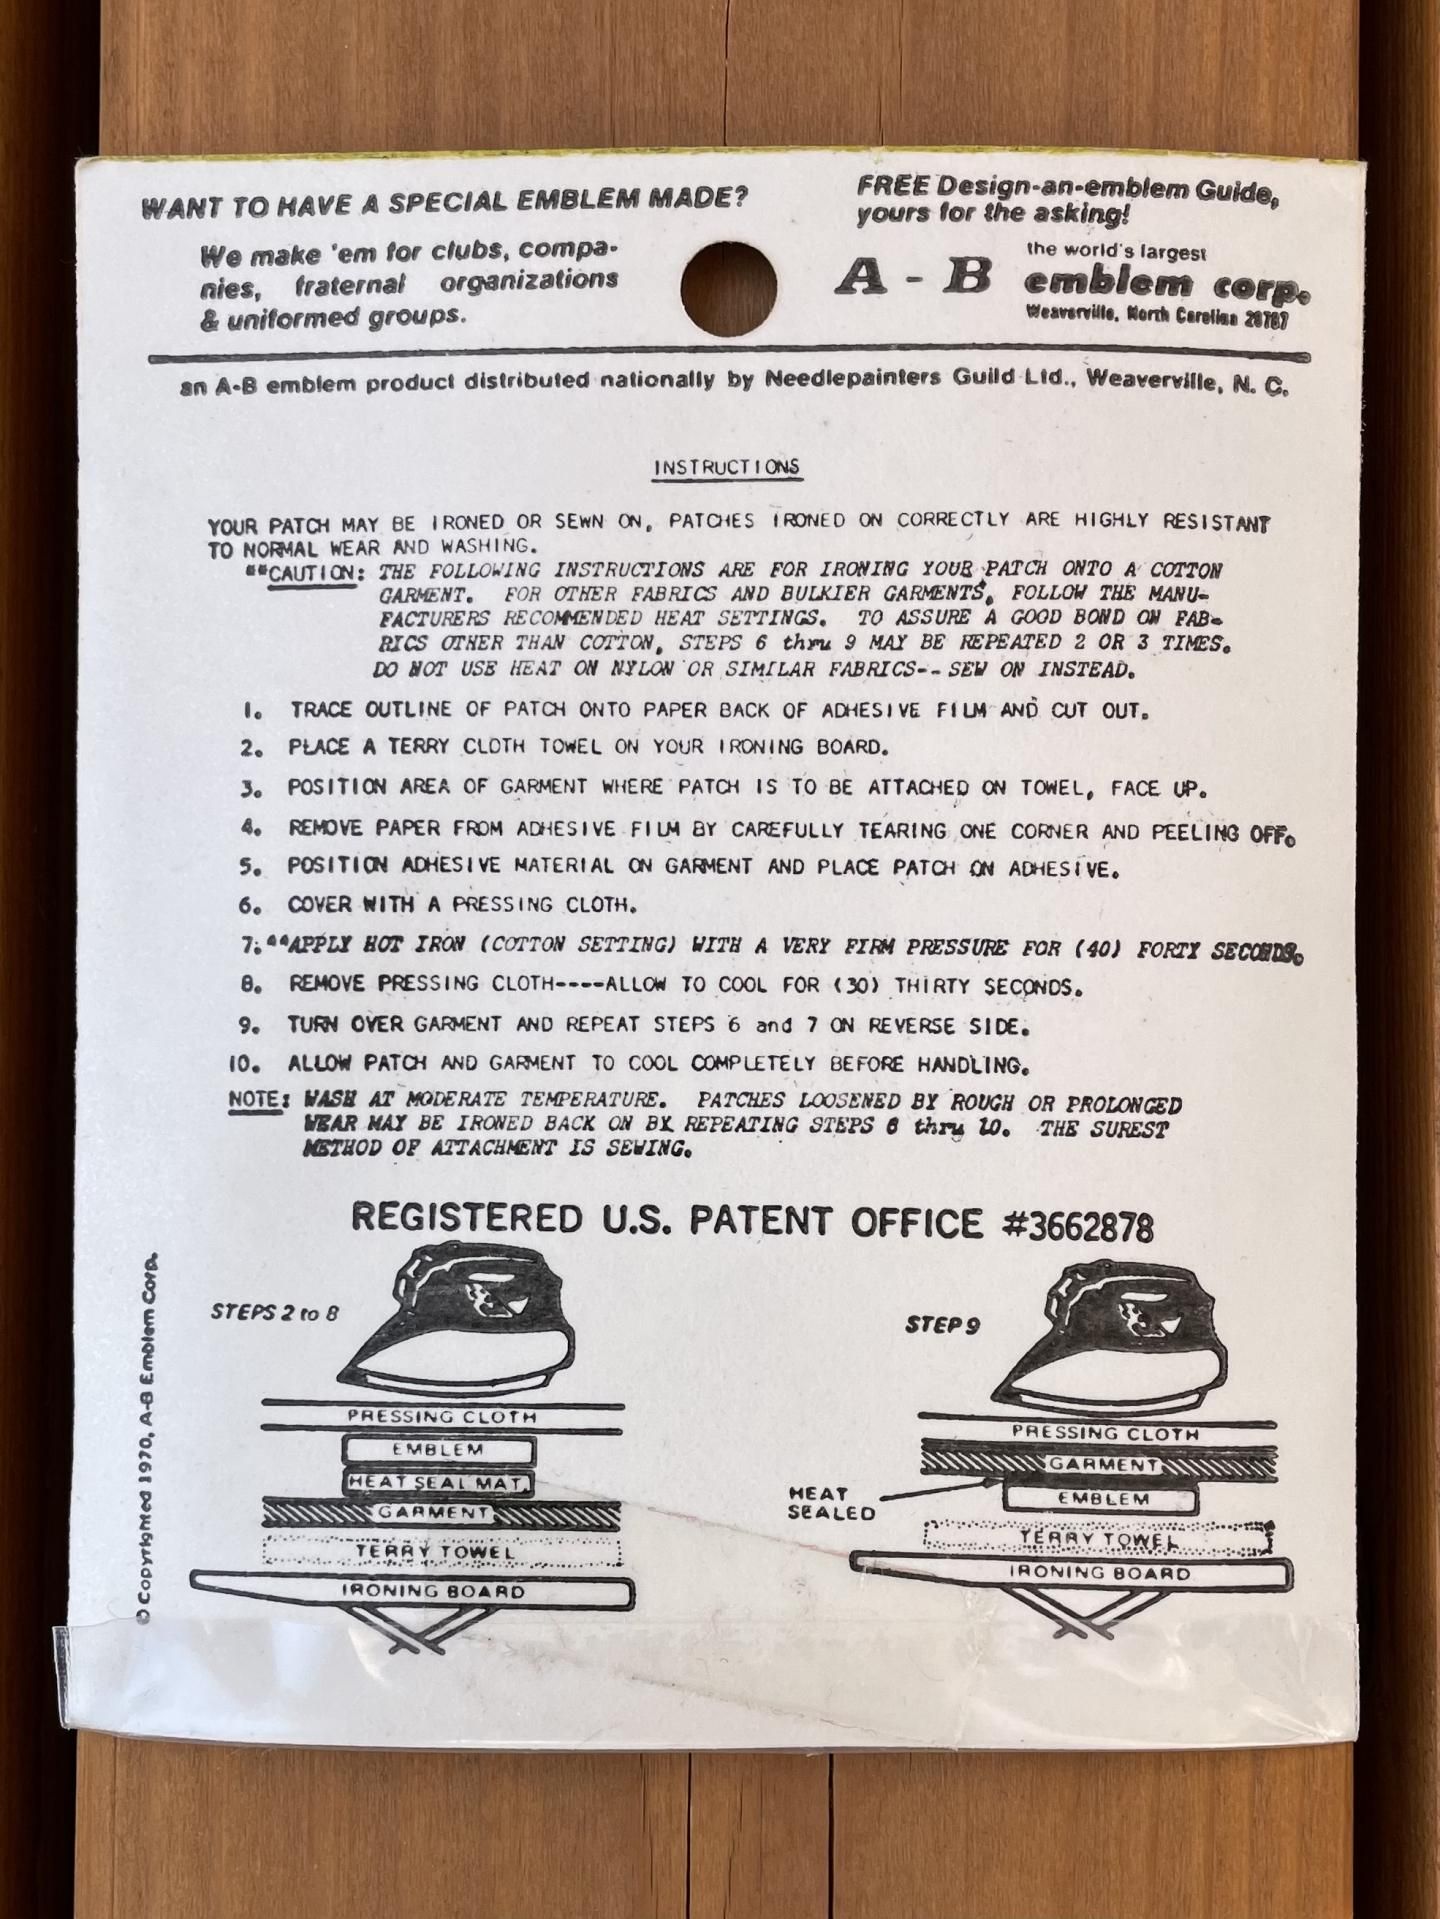 WANT TO HAVE A SPECIAL EMBLEM MADE?
We make 'em for clubs, compa-
nies, fraternal organizations
& uniformed groups.
FREE Design-an-emblem Guide,
yours for the asking!
the world's largest
A - B emblem corp.
Weaverville, North Carolina 28787
an A-B emblem product distributed nationally by Needlepainters Guild Ltd., Weaverville, N. C.
INSTRUCTIONS
YOUR PATCH MAY BE IRONED OR SEWN ON. PATCHES IRONED ON CORRECTLY ARE HIGHLY RESISTANT
TO NORMAL WEAR AND WASHING.
**CAUTION: THE FOLLOWING INSTRUCTIONS ARE FOR IRONING YOUR PATCH ONTO A COTTON
GARMENT. FOR OTHER FABRICS AND BULKIER GARMENTS, FOLLOW THE MANU-
FACTURERS RECOMMENDED HEAT SETTINGS. TO ASSURE A GOOD BOND ON FAB-
RICS OTHER THAN COTTON, STEPS 6 thru 9 MAY BE REPEATED 2 OR 3 TIMES.
DO NOT USE HEAT ON NYLON OR SIMILAR FABRICS-- SEW ON INSTEAD.
1. TRACE OUTLINE OF PATCH ONTO PAPER BACK OF ADHESIVE FILM AND CUT OUT.
2. PLACE A TERRY CLOTH TOWEL ON YOUR IRONING BOARD.
3. POSITION AREA OF GARMENT WHERE PATCH IS TO BE ATTACHED ON TOWEL, FACE UP.
4. REMOVE PAPER FROM ADHESIVE FILM BY CAREFULLY TEARING ONE CORNER AND PEELING OFF.
5. POSITION ADHESIVE MATERIAL ON GARMENT AND PLACE PATCH ON ADHESIVE.
6. COVER WITH A PRESSING CLOTH.
7. **APPLY HOT IRON (COTTON SETTING) WITH A VERY FIRM PRESSURE FOR (40) FORTY SECONDS.
8. REMOVE PRESSING CLOTH----ALLOW TO COOL FOR (30) THIRTY SECONDS.
9. TURN OVER GARMENT AND REPEAT STEPS 6 and 7 ON REVERSE SIDE.
10. ALLOW PATCH AND GARMENT TO COOL COMPLETELY BEFORE HANDLING.
NOTE: WASH AT MODERATE TEMPERATURE. PATCHES LOOSENED BY ROUGH OR PROLONGED
WEAR MAY BE IRONED BACK ON BY REPEATING STEPS 6 thru 10. THE SUREST
METHOD OF ATTACHMENT IS SEWING.
REGISTERED U.S. PATENT OFFICE #3662878
© Copyrighted 1970, A-B Emblem Corp.
STEPS 2 to 8
PRESSING CLOTH
EMBLEM
HEAT SEAL MAT.
GARMENT
TERRY TOWEL
IRONING BOARD
STEP 9
PRESSING CLOTH
GARMENT
HEAT
SEALED
EMBLEM
TERRY TOWEL
IRONING BOARD